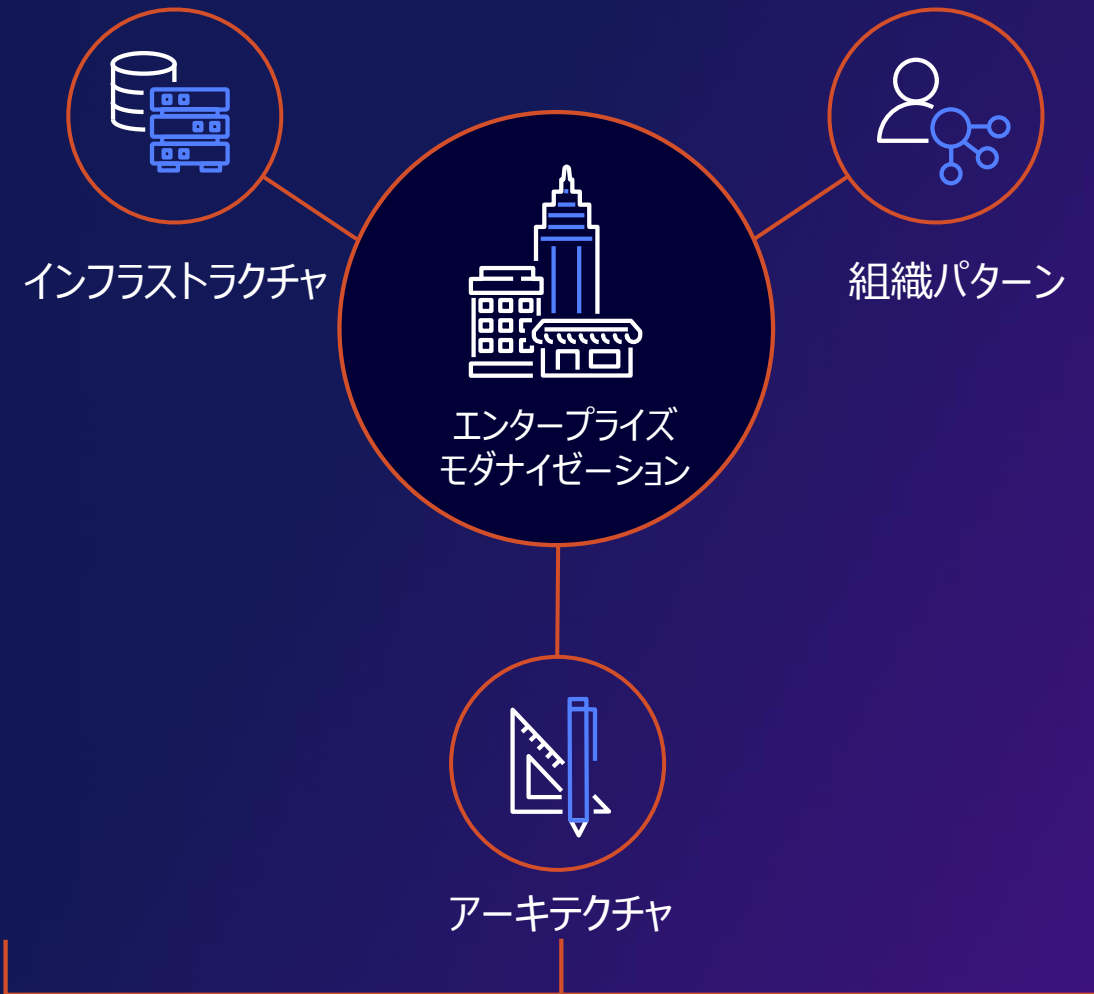 インフラストラクチャ
組織パターン
エンタープライズ
モダナイゼーション
アーキテクチャ